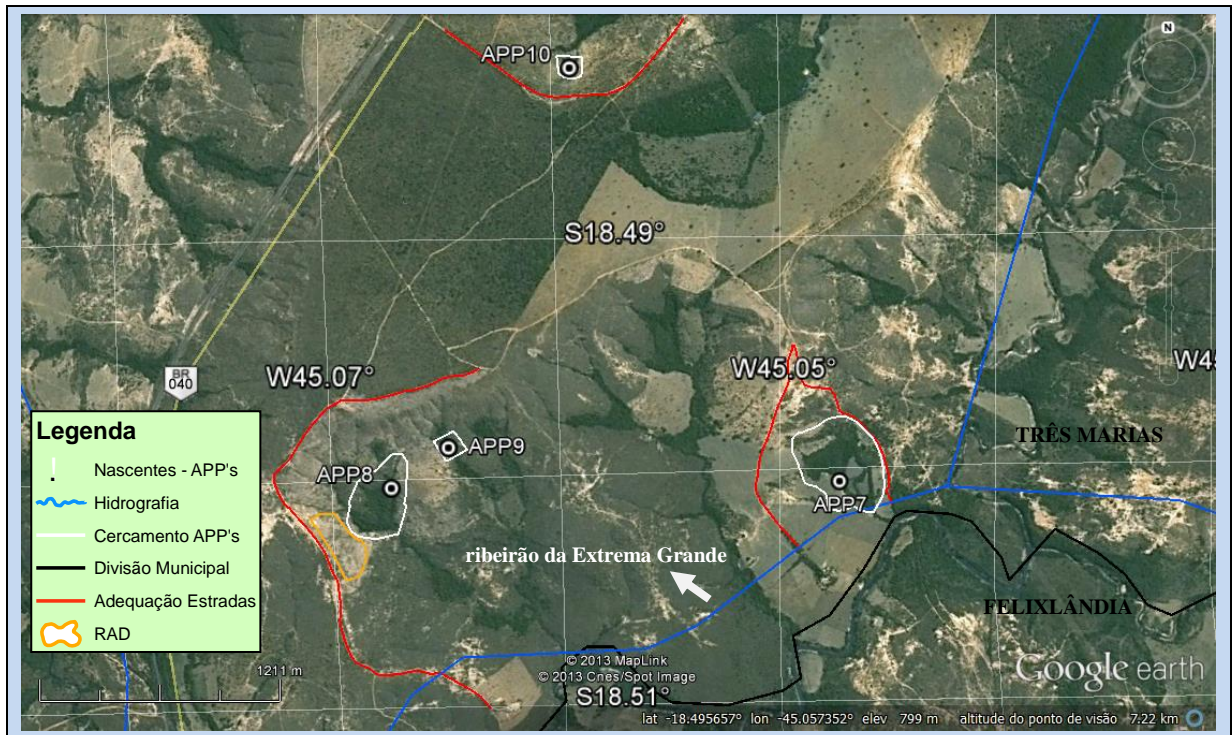 N
APP10
S18.49°
BR
040
W45.07°
W45.05°
W45
TRÊS MARIAS
Legenda
! Nascentes - APP's
Hidrografia
Cercamento APP's
Divisão Municipal
Adequação Estradas
RAD
APP9
APP8
APP7
ribeirão da Extrema Grande
FELIXLÂNDIA
1211 m
© 2013 MapLink
© 2013 Cnes/Spot Image
S18.51°
Google earth
lat -18.495657° lon -45.057352° elev 799 m altitude do ponto de visão 7.22 km